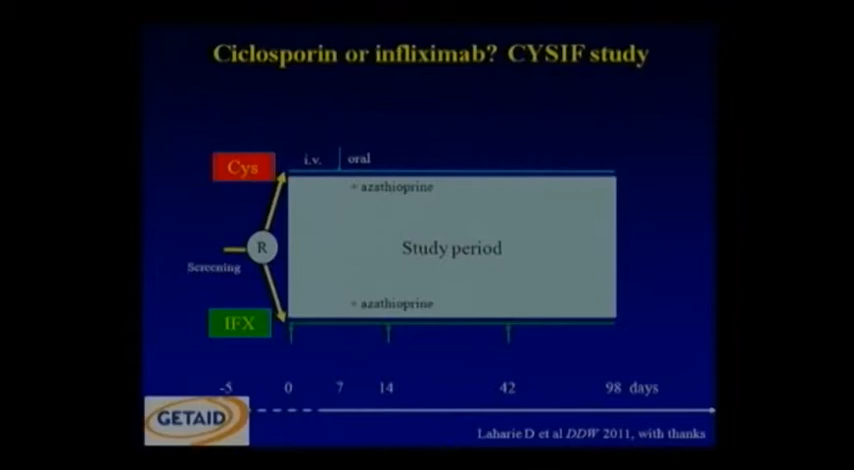 Ciclosporin or infliximab? CYSIF study
Cys
i.v. oral
+ azathioprine
R
Study period
Screening
+ azathioprine
IFX
-5 0 7 14 42 98 days
GETAID
Laharie D et al DDW 2011, with thanks